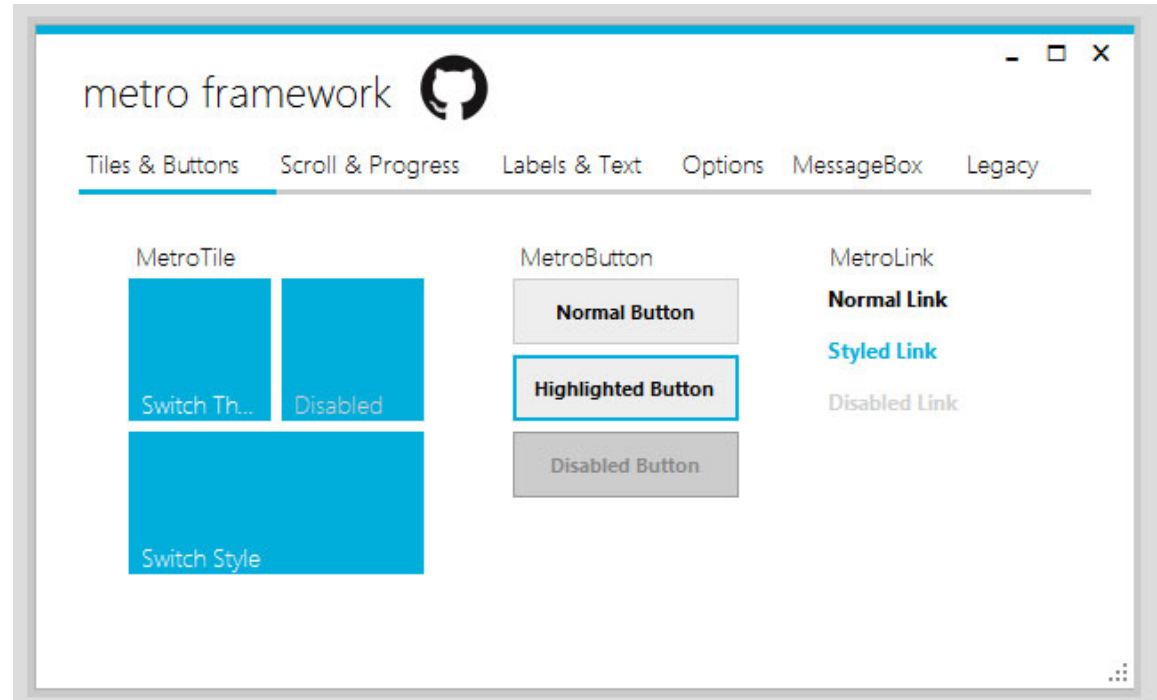 metro framework
Tiles & Buttons Scroll & Progress Labels & Text Options MessageBox Legacy
MetroTile MetroButton MetroLink
Switch Th... Disabled
Switch Style
Normal Button
Highlighted Button
Disabled Button
Normal Link
Styled Link
Disabled Link